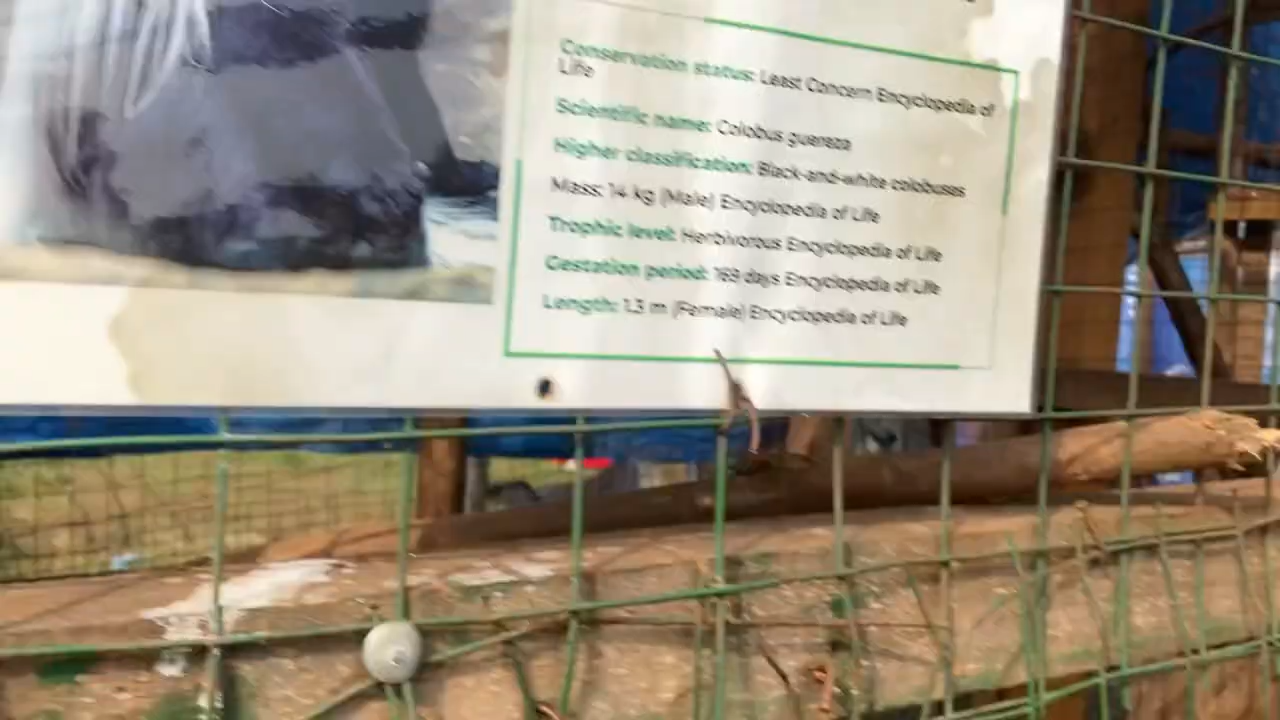 Conservation status: Least Concern Encyclopedia of
Life
Scientific name: Colobus guereza
Higher classification: Black-and-white colobuses
Mass: 14 kg (Male) Encyclopedia of Life
Trophic level: Herbivorous Encyclopedia of Life
Gestation period: 169 days Encyclopedia of Life
Length: 1.3 m (Female) Encyclopedia of Life